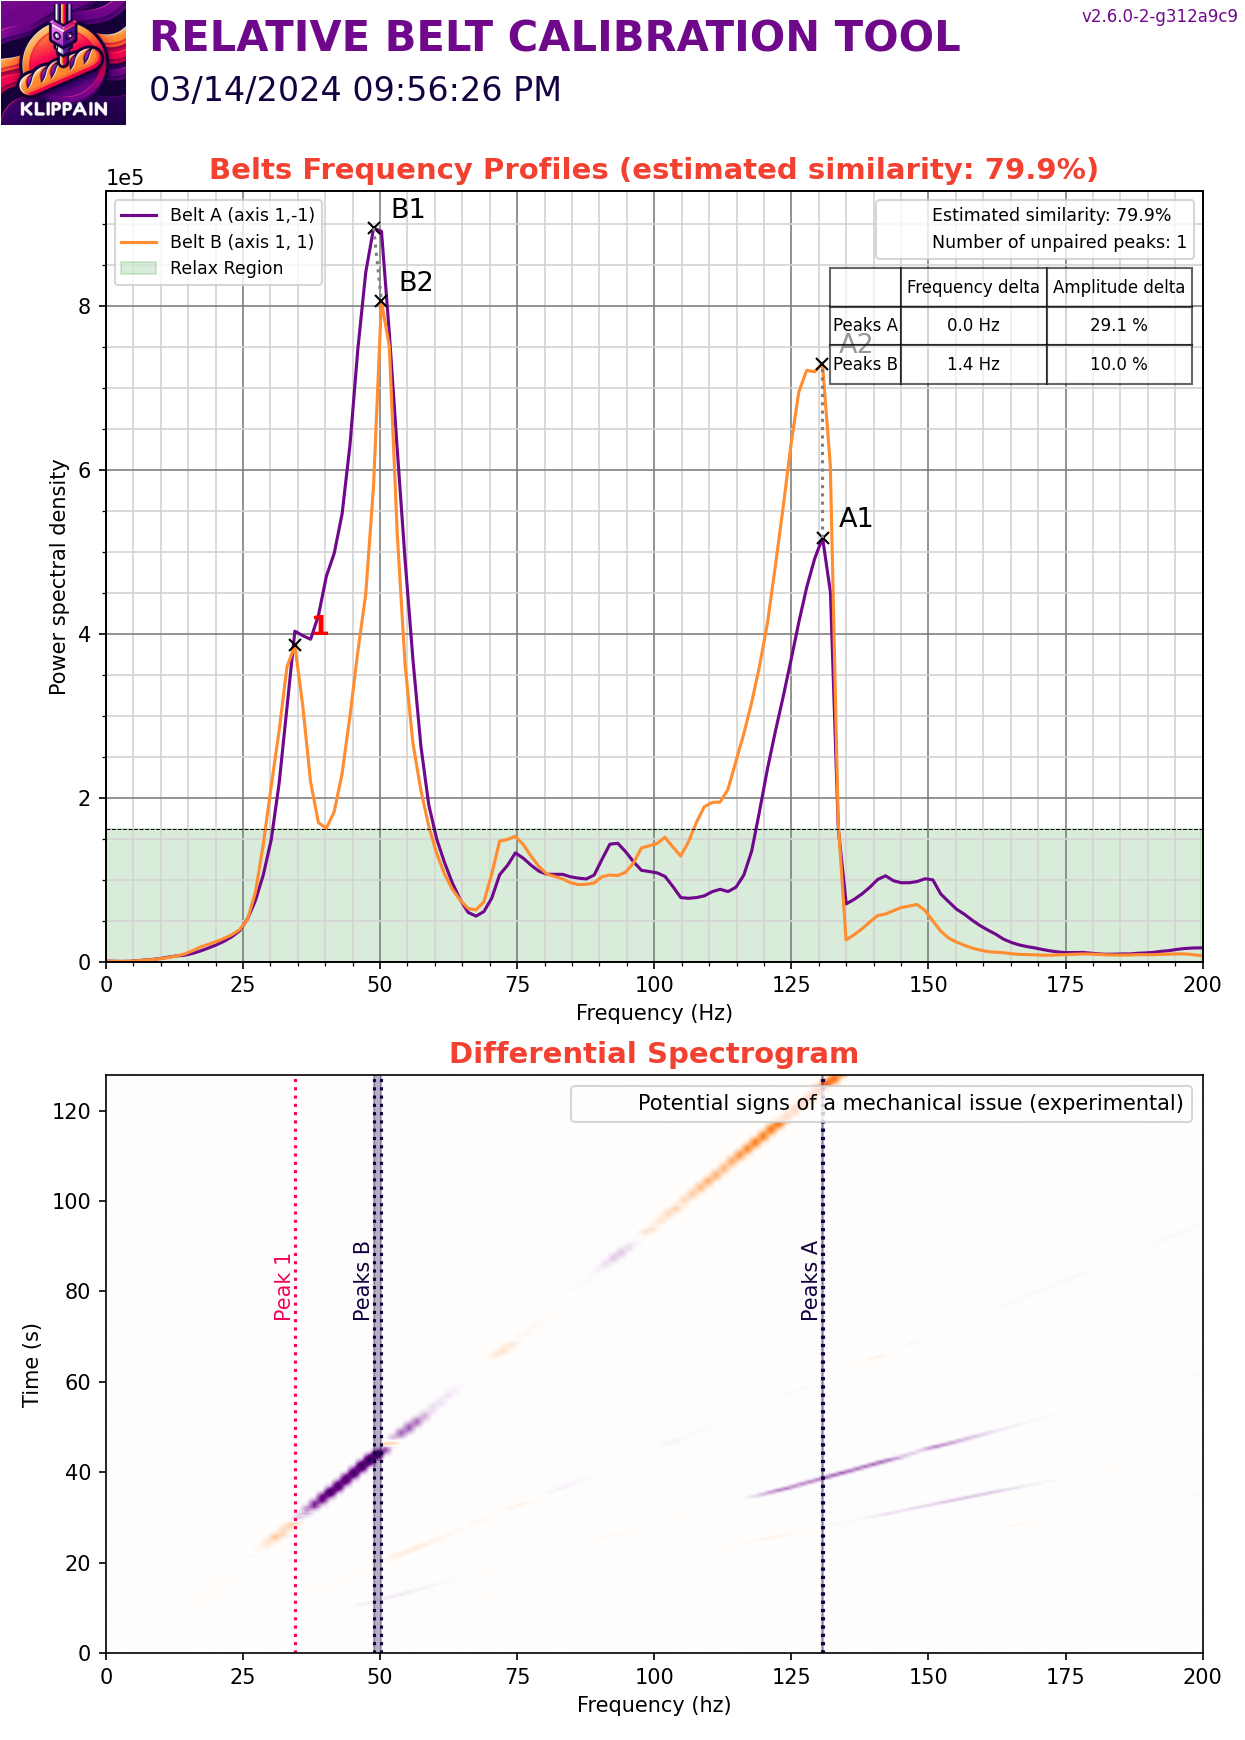 v2.6.0-2-g312a9c9
RELATIVE BELT CALIBRATION TOOL
03/14/2024 09:56:26 PM
KLIPPAIN
Belts Frequency Profiles (estimated similarity: 79.9%)
1e5
Belt A (axis 1,-1)
Belt B (axis 1, 1)
Relax Region
B1
B2
Estimated similarity: 79.9%
Number of unpaired peaks: 1
Frequency delta Amplitude delta
Peaks A 0.0 Hz 29.1 %
A2
Peaks B 1.4 Hz 10.0 %
A1
1
8
6
4
2
0
Power spectral density
0 25 50 75 100 125 150 175 200
Frequency (Hz)
Differential Spectrogram
Potential signs of a mechanical issue (experimental)
Peak 1
Peaks B
Peaks A
120
100
80
60
40
20
0
Time (s)
0 25 50 75 100 125 150 175 200
Frequency (hz)